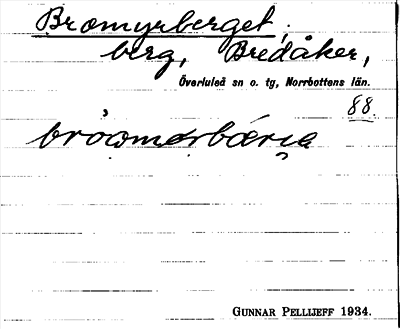 Bromyrberget,
berg, Bredåker,
Överluleå sn o. tg, Norrbottens län.
88.
GUNNAR PELLIJEFF 1934.